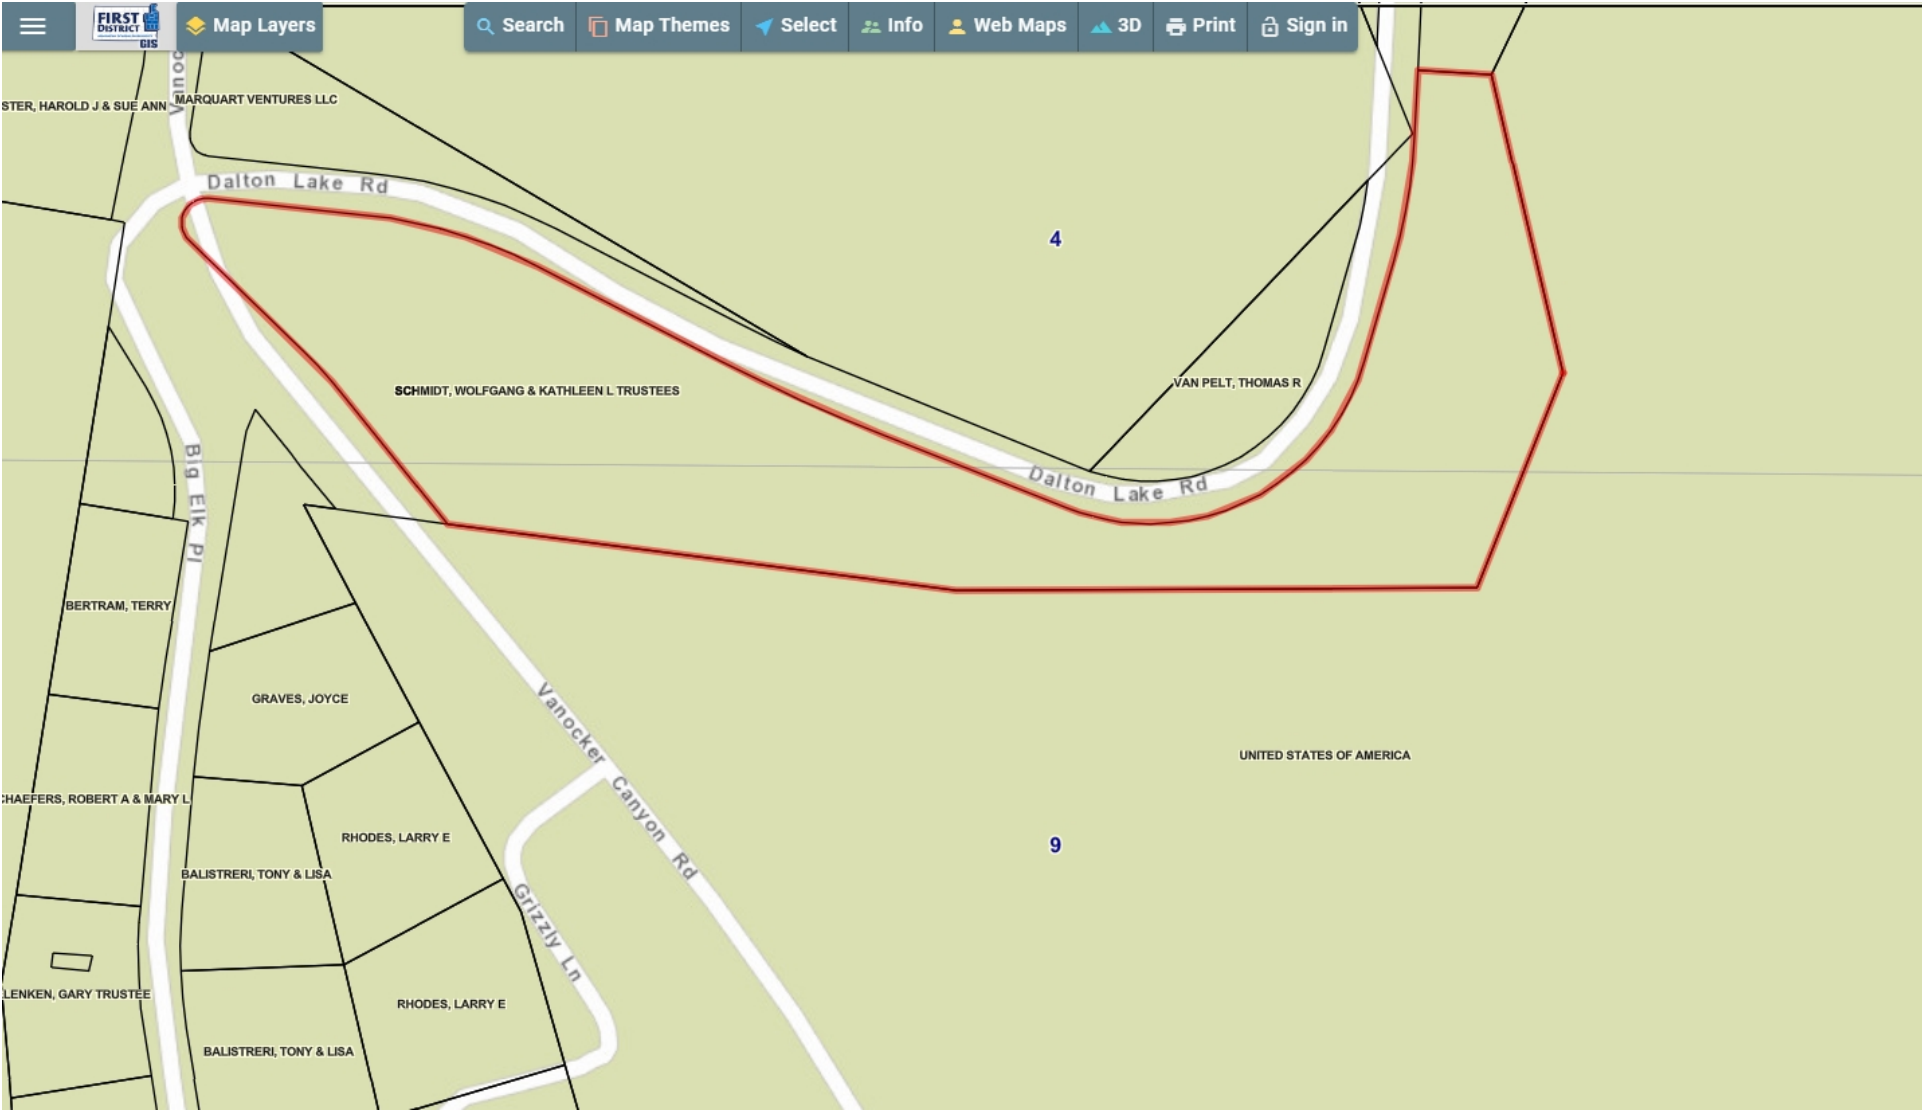 FIRST
DISTRICT
GIS
Map Layers
Search
Map Themes
Select
Info
Web Maps
3D
Print
Sign in
Vanoc
STER, HAROLD J & SUE ANN
MARQUART VENTURES LLC
Dalton Lake Rd
4
VAN PELT, THOMAS R
SCHMIDT, WOLFGANG & KATHLEEN L TRUSTEES
Big Elk Pl
Dalton Lake Rd
BERTRAM, TERRY
GRAVES, JOYCE
Vanocker Canyon Rd
UNITED STATES OF AMERICA
CHAEFERS, ROBERT A & MARY L
RHODES, LARRY E
9
BALISTRERI, TONY & LISA
Grizzly Ln
LENKEN, GARY TRUSTEE
RHODES, LARRY E
BALISTRERI, TONY & LISA